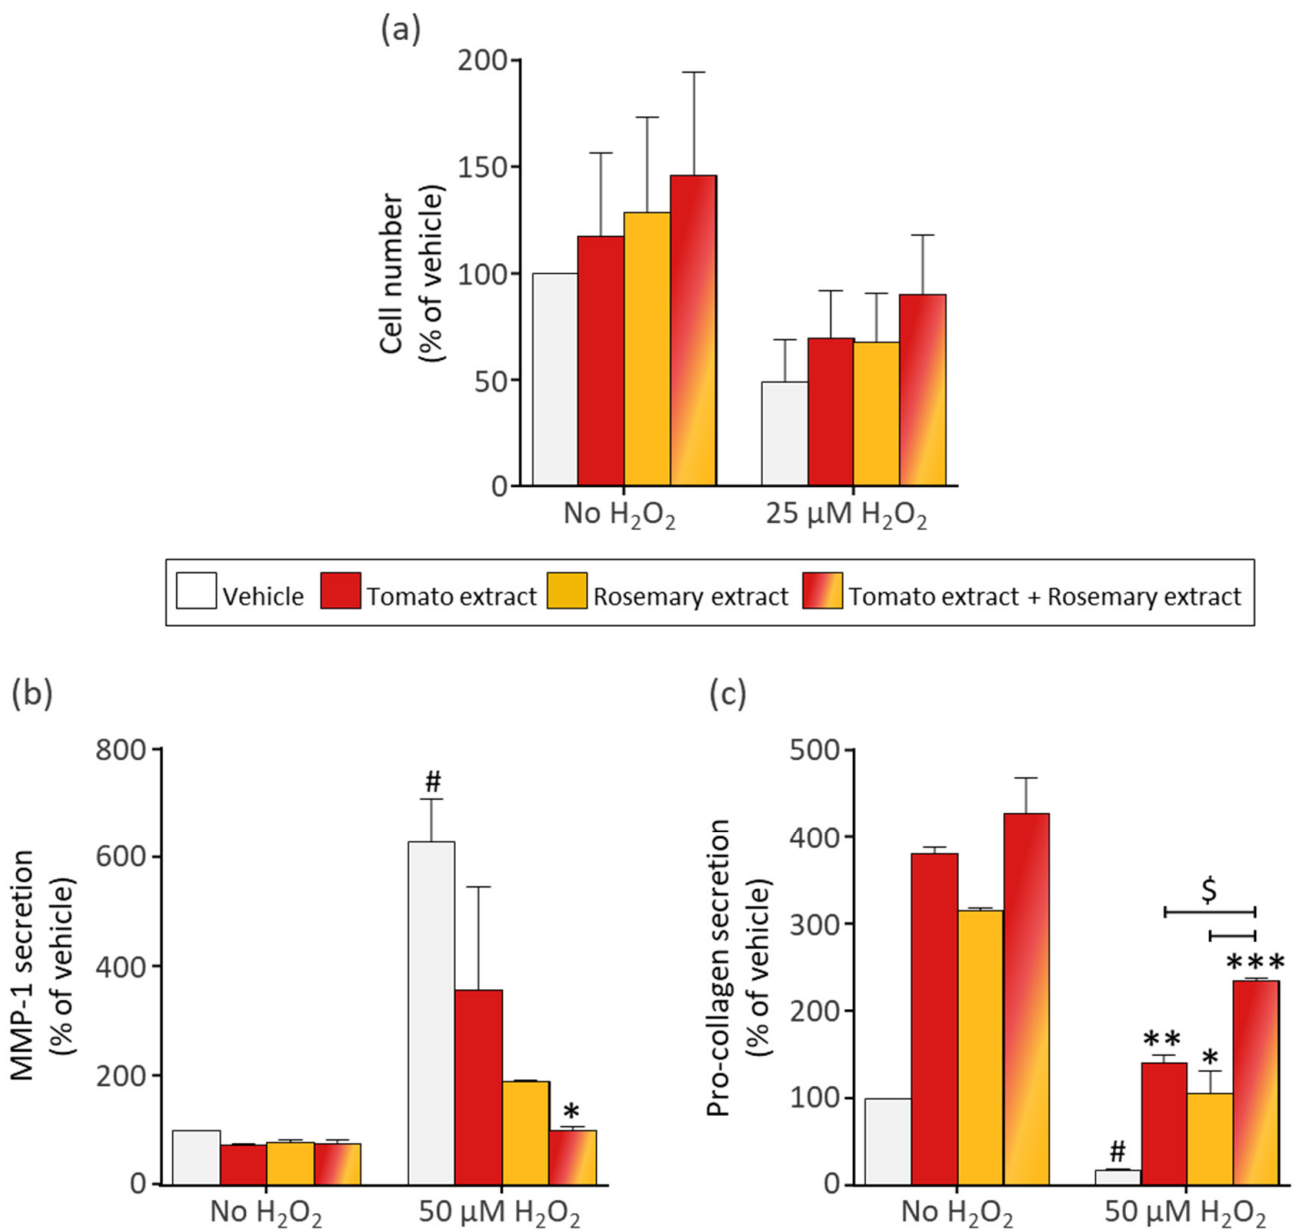 (a)
Cell number
(% of vehicle)
200
150
100
50
0
No H₂O₂ 25 µM H₂O₂
Vehicle Tomato extract Rosemary extract Tomato extract + Rosemary extract
(b)
MMP-1 secretion
(% of vehicle)
800
600
400
200
0
#
*
No H₂O₂ 50 µM H₂O₂
(c)
Pro-collagen secretion
(% of vehicle)
500
400
300
200
100
0
$
***
** *
#
No H₂O₂ 50 µM H₂O₂